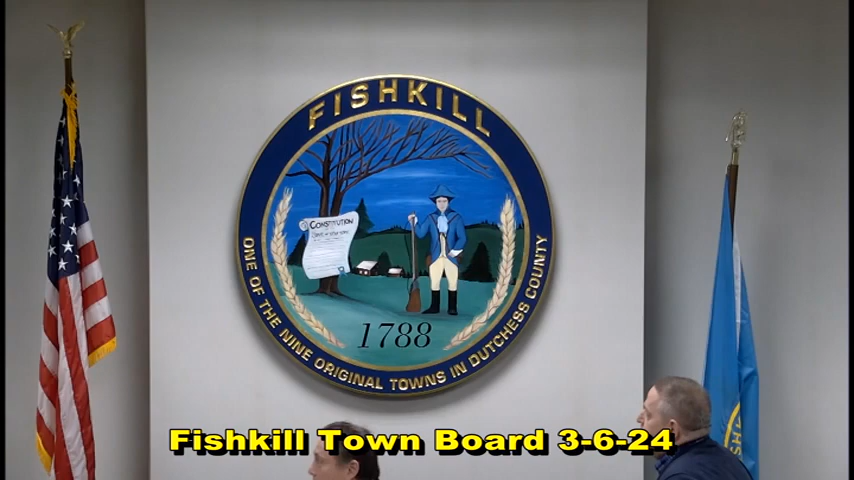 FISHKILL
CONSTITUTION
1788
ONE OF THE NINE ORIGINAL TOWNS IN DUTCHESS COUNTY
Fishkill Town Board 3-6-24